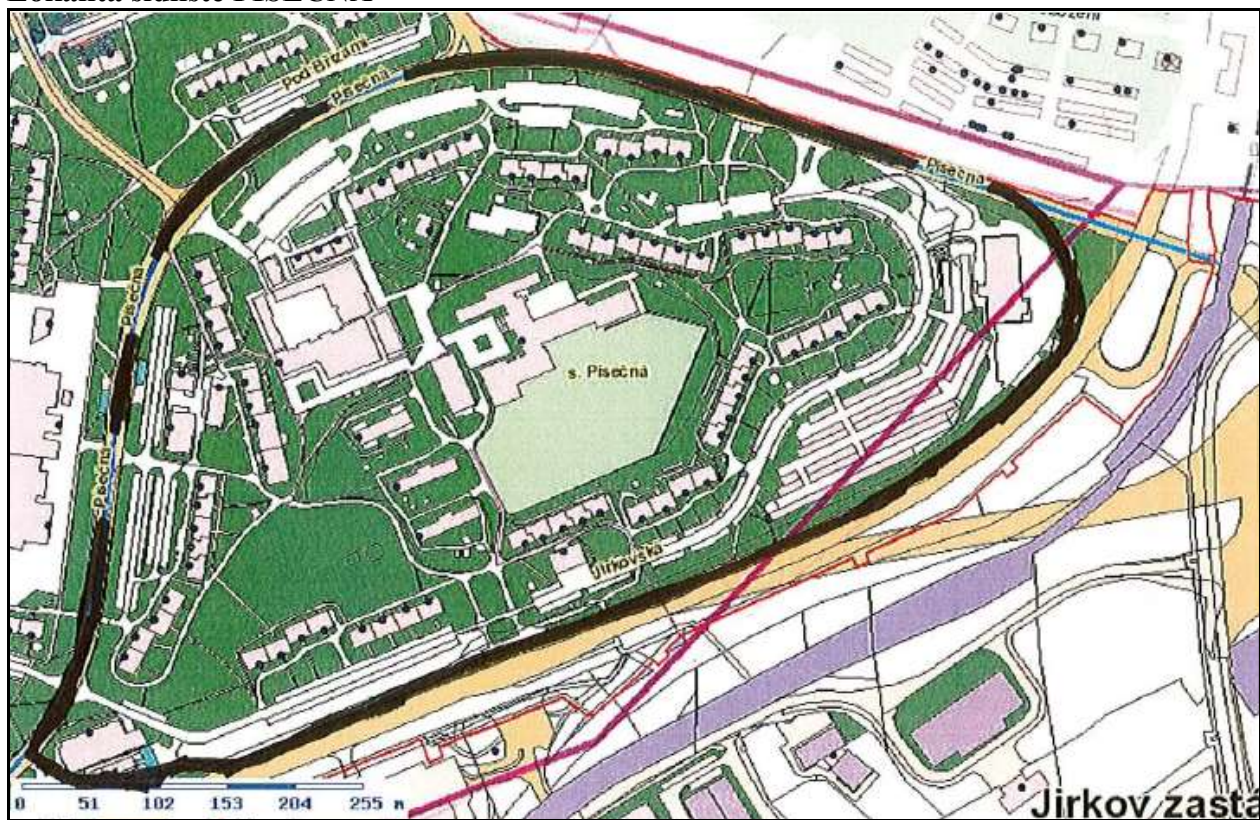 Pod Břízami
Písečná
Písečná
Písečná
s. Písečná
Písečná
Jirkovská
0 51 102 153 204 255 m
Jirkov zastá